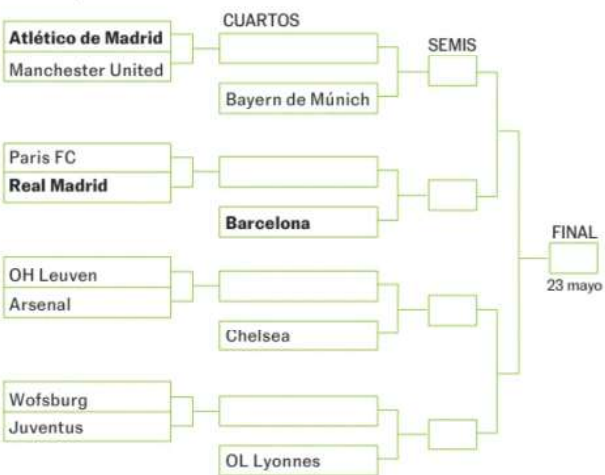 CUARTOS
Atlético de Madrid
Manchester United
SEMIS
Bayern de Múnich
Paris FC
Real Madrid
Barcelona
FINAL
23 mayo
OH Leuven
Arsenal
Chelsea
Wofsburg
Juventus
OL Lyonnes